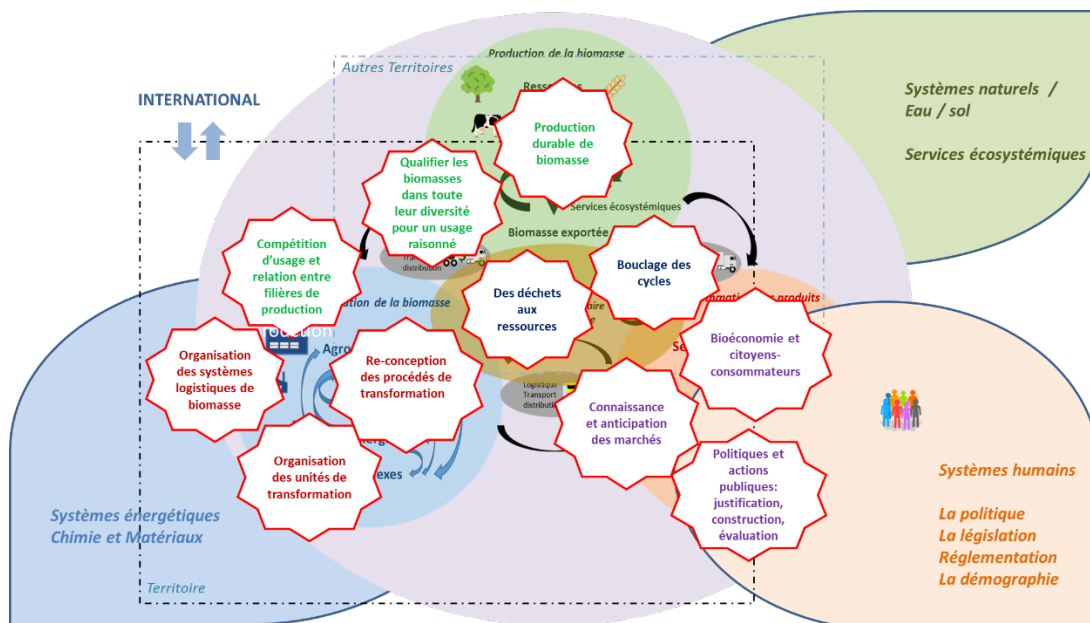 Production de la biomasse
Autres Territoires
INTERNATIONAL
Systèmes naturels /
Eau / sol
Services écosystémiques
Production
durable de
biomasse
Qualifier les
biomasses
dans toute
leur diversité
pour un usage
raisonné
Services écosystémiques
Biomasse exportée
distribution
Compétition
d’usage et
relation entre
filières de
production
Bouclage des
cycles
Des déchets
aux
ressources
de la biomasse
produits
Bioéconomie et
citoyens-
consommateurs
Organisation
des systèmes
logistiques de
biomasse
Re-conception
des procédés de
transformation
Logistique
Transport
Connaissance
et anticipation
des marchés
Organisation
des unités de
transformation
Politiques et
actions
publiques:
justification,
construction,
évaluation
Systèmes énergétiques
Chimie et Matériaux
Systèmes humains
La politique
La législation
Réglementation
La démographie
Territoire